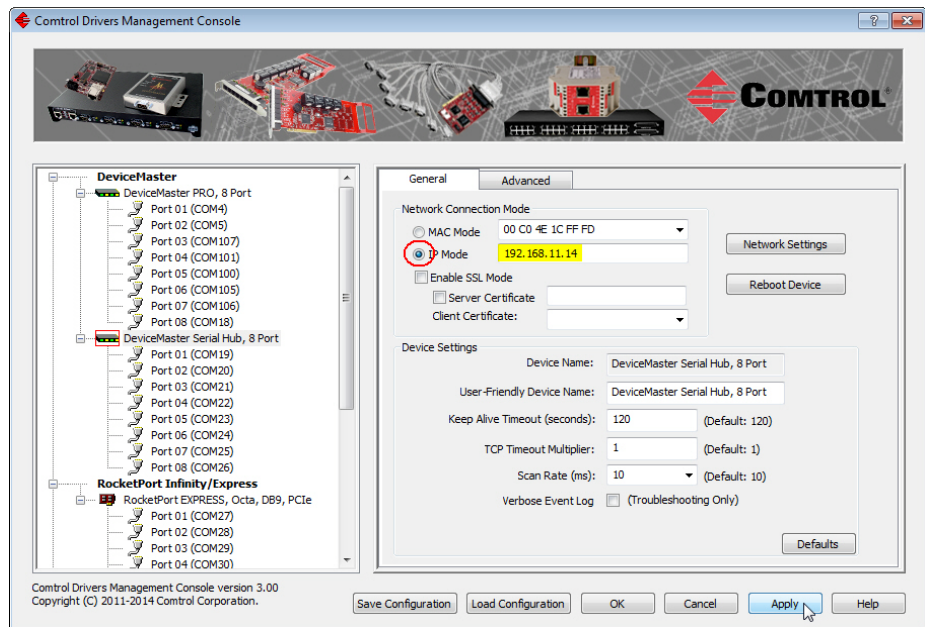 Comtrol Drivers Management Console
COMTROL
DeviceMaster
DeviceMaster PRO, 8 Port
Port 01 (COM4)
Port 02 (COM5)
Port 03 (COM107)
Port 04 (COM101)
Port 05 (COM100)
Port 06 (COM105)
Port 07 (COM106)
Port 08 (COM18)
DeviceMaster Serial Hub, 8 Port
Port 01 (COM19)
Port 02 (COM20)
Port 03 (COM21)
Port 04 (COM22)
Port 05 (COM23)
Port 06 (COM24)
Port 07 (COM25)
Port 08 (COM26)
RocketPort Infinity/Express
RocketPort EXPRESS, Octa, DB9, PCIe
Port 01 (COM27)
Port 02 (COM28)
Port 03 (COM29)
Port 04 (COM30)
General Advanced
Network Connection Mode
MAC Mode 00 C0 4E 1C FF FD
IP Mode 192.168.11.14
Enable SSL Mode
Server Certificate
Client Certificate:
Network Settings
Reboot Device
Device Settings
Device Name: DeviceMaster Serial Hub, 8 Port
User-Friendly Device Name: DeviceMaster Serial Hub, 8 Port
Keep Alive Timeout (seconds): 120 (Default: 120)
TCP Timeout Multiplier: 1 (Default: 1)
Scan Rate (ms): 10 (Default: 10)
Verbose Event Log (Troubleshooting Only)
Defaults
Comtrol Drivers Management Console version 3.00
Copyright (C) 2011-2014 Comtrol Corporation.
Save Configuration Load Configuration OK Cancel Apply Help